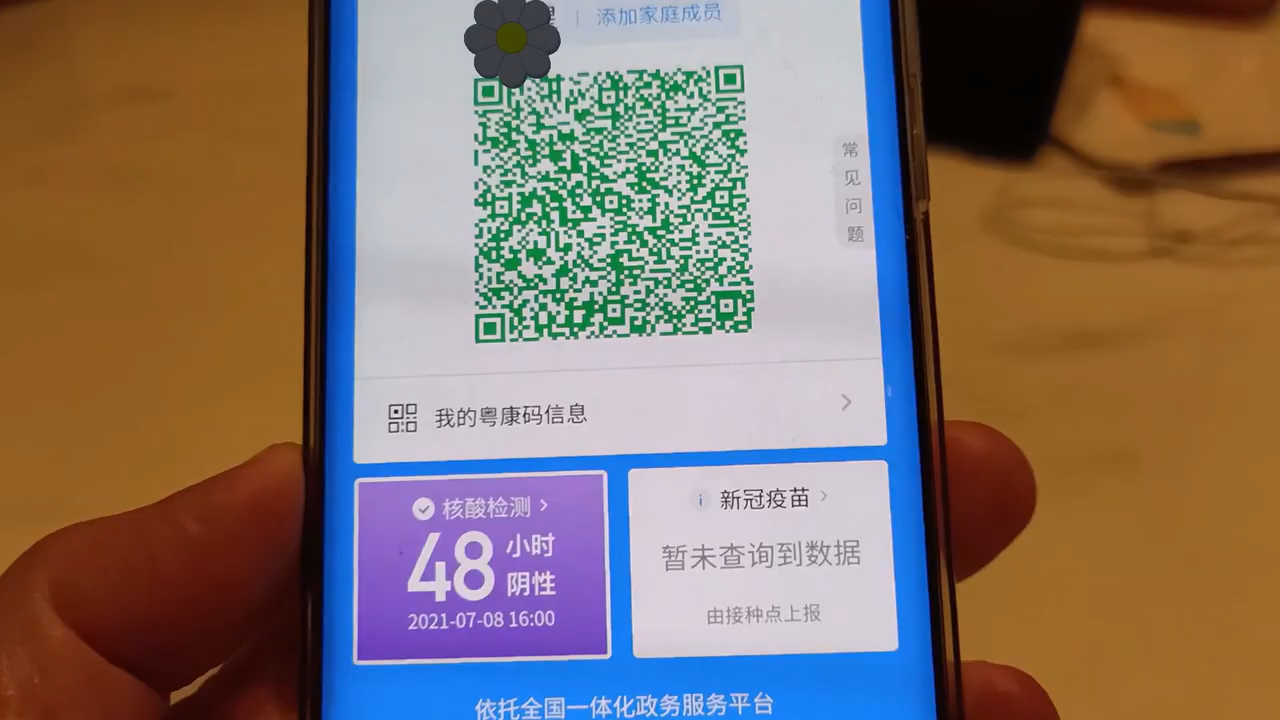 添加家庭成员
常见问题
我的粤康码信息
核酸检测
48小时
阴性
2021-07-08 16:00
新冠疫苗
暂未查询到数据
由接种点上报
依托全国一体化政务服务平台